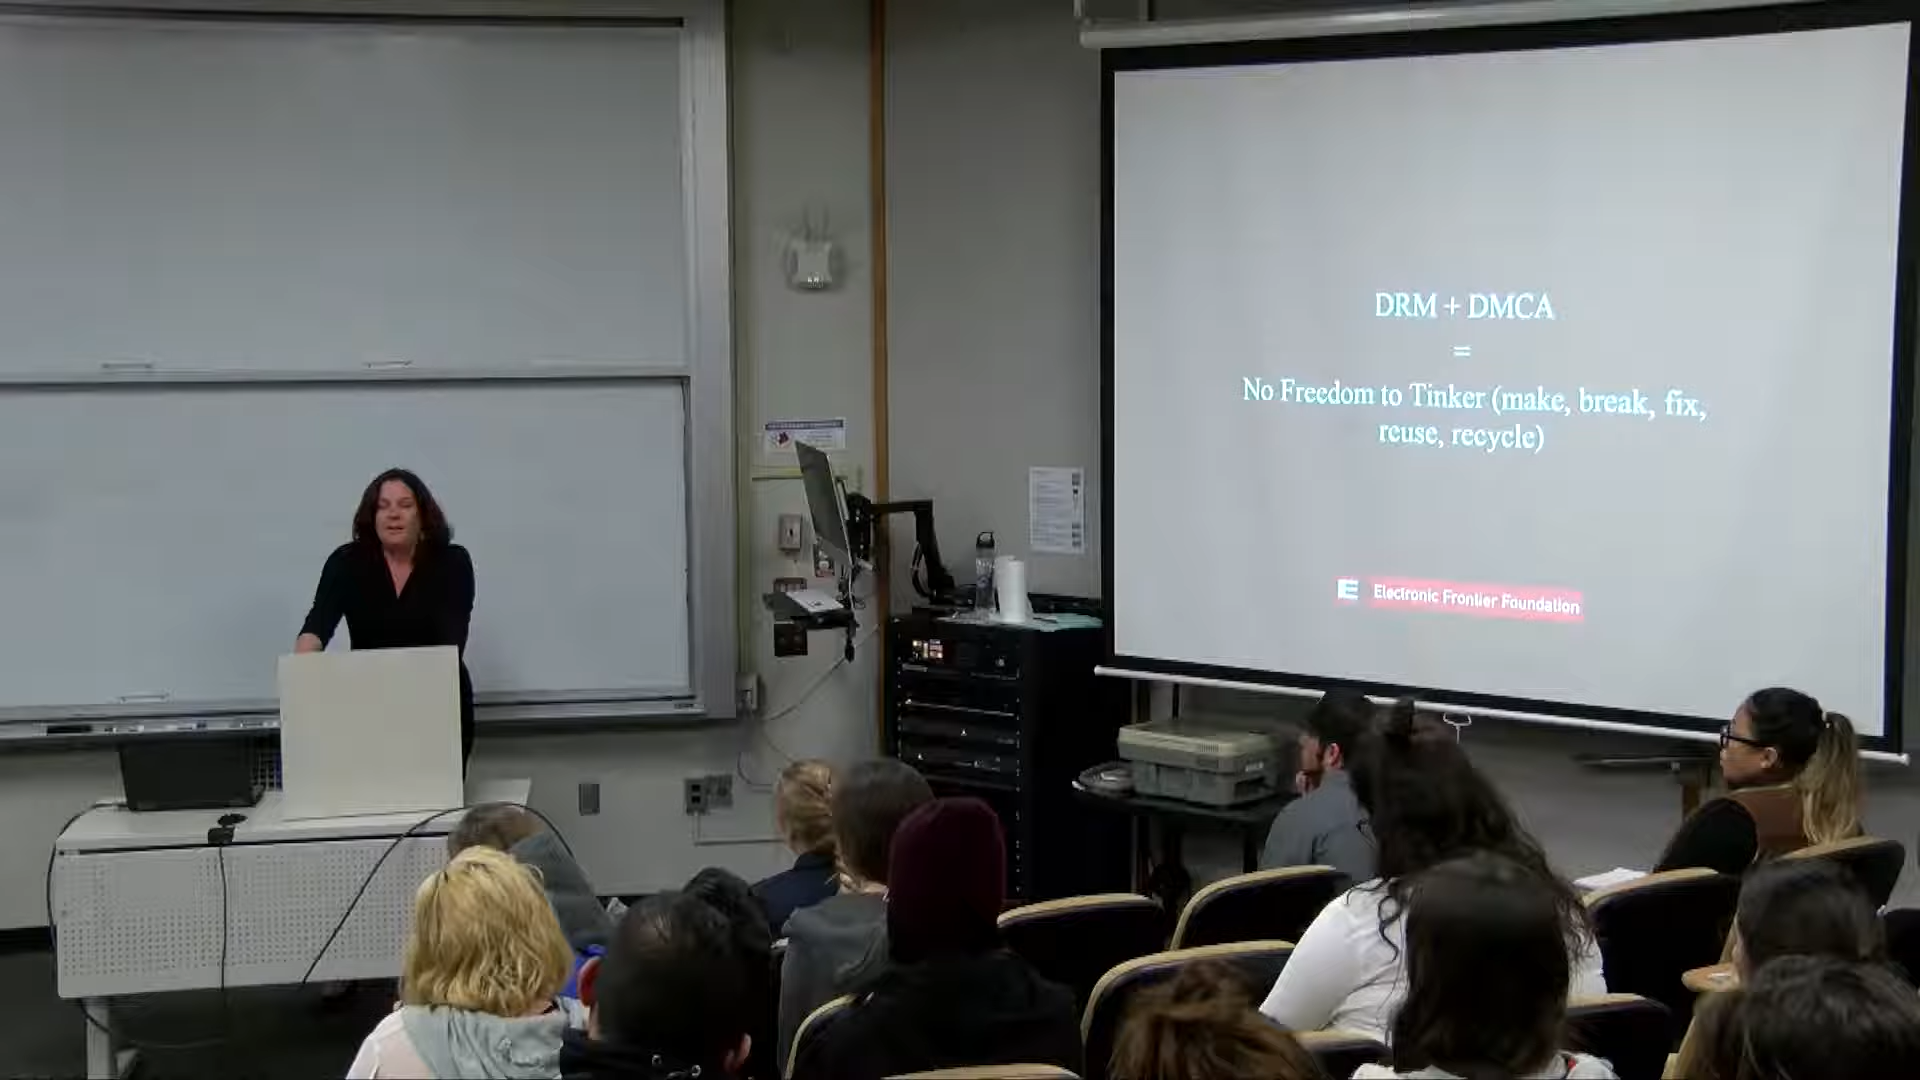 DRM + DMCA
=
No Freedom to Tinker (make, break, fix,
reuse, recycle)
Electronic Frontier Foundation